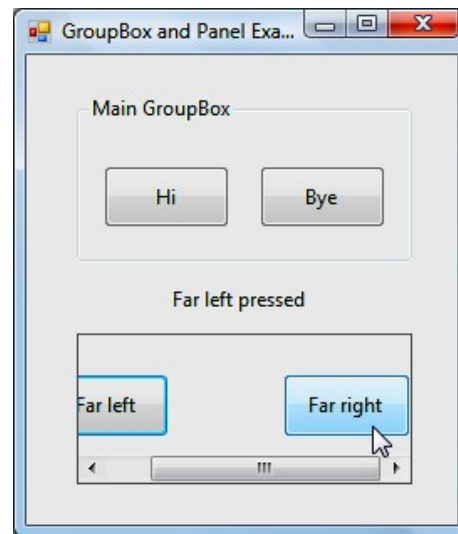 GroupBox and Panel Exa...
Main GroupBox
Hi Bye
Far left pressed
Far left Far right